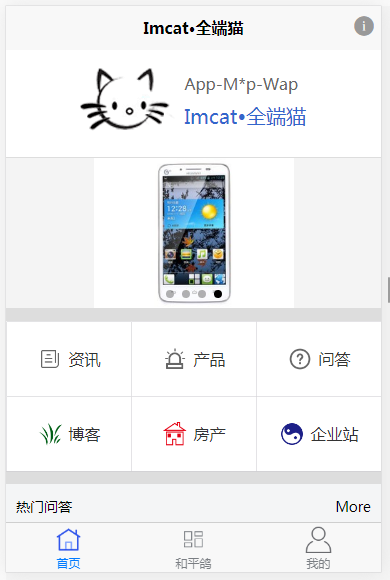 Imcat•全端猫
App-M*p-Wap
Imcat•全端猫
12:28
资讯
产品
问答
博客
房产
企业站
热门问答
More
首页
和平鸽
我的